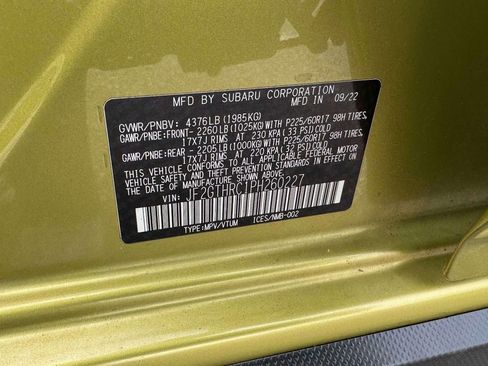 MFD BY SUBARU CORPORATION 09/22
GVWR/PNBV: 4376LB (1985KG)
GAWR/PNBE:FRONT- 2260LB (1025KG)WITH P225/60R17 98H TIRES,
17X7J RIMS AT 230 KPA (33 PSI)COLD
GAWR/PNBE:REAR - 2205LB (1000KG)WITH P225/60R17 98H TIRES,
17X7J RIMS AT 220 KPA (32 PSI)COLD
THIS VEHICLE CONFORMS TO ALL APPLICABLE FEDERAL MOTOR
VEHICLE SAFETY AND THEFT PREVENTION STANDARDS IN EFFECT
ON THE DATE OF MANUFACTURE SHOWN ABOVE.
VIN: JF2GTHRC1PH260227
TYPE:MPV/VTUM ICES/NMB-002